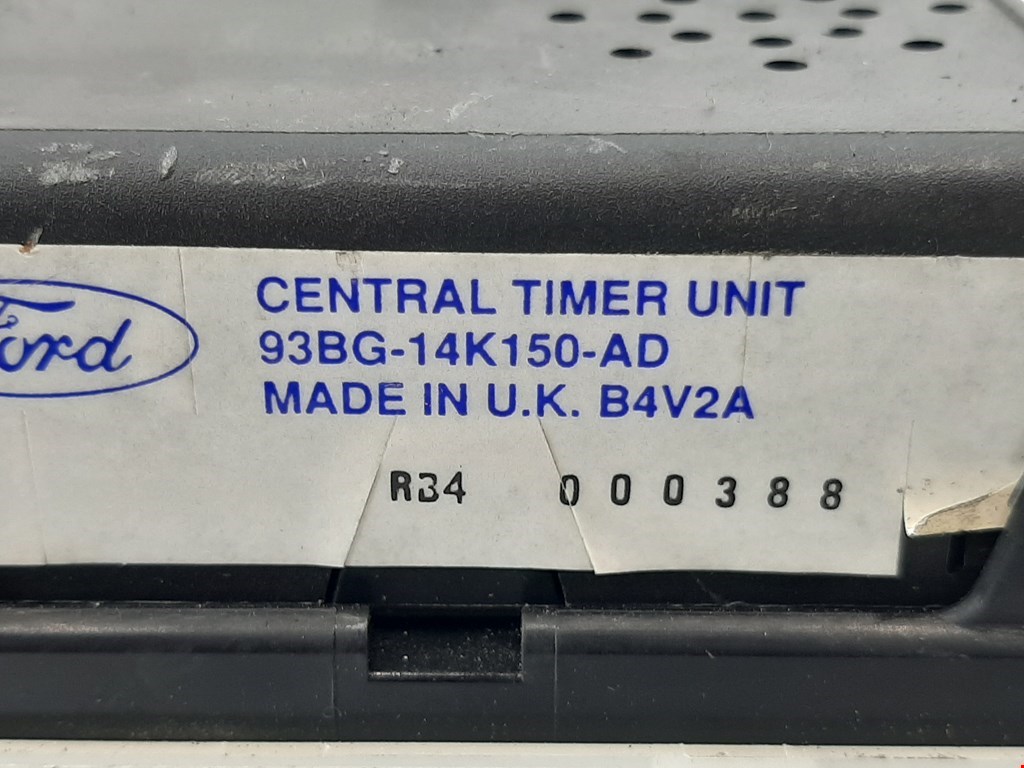 Ford
CENTRAL TIMER UNIT
93BG-14K150-AD
MADE IN U.K. B4V2A
R34 000388